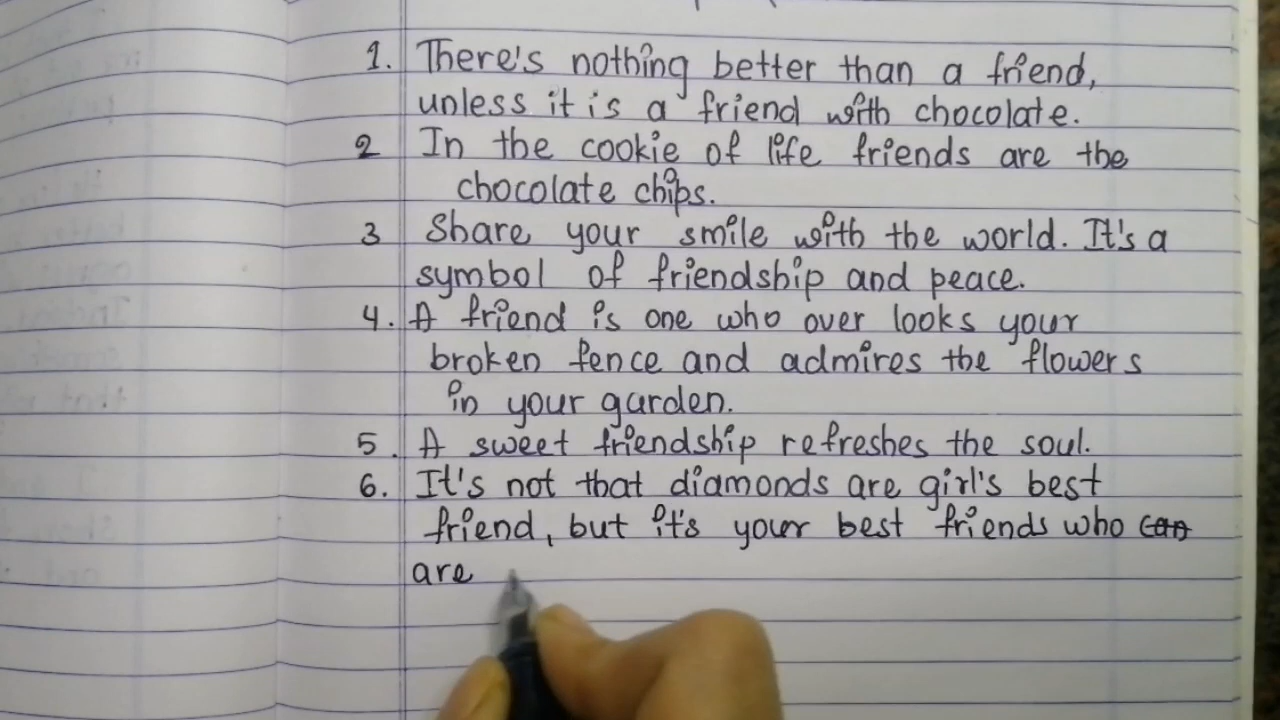 1. There's nothing better than a friend,
unless it is a friend with chocolate.
2 In the cookie of life friends are the
chocolate chips.
3 Share your smile with the world. It's a
symbol of friendship and peace.
4. A friend is one who over looks your
broken fence and admires the flowers
in your garden.
5. A sweet friendship refreshes the soul.
6. It's not that diamonds are girl's best
friend, but it's your best friends who can
are